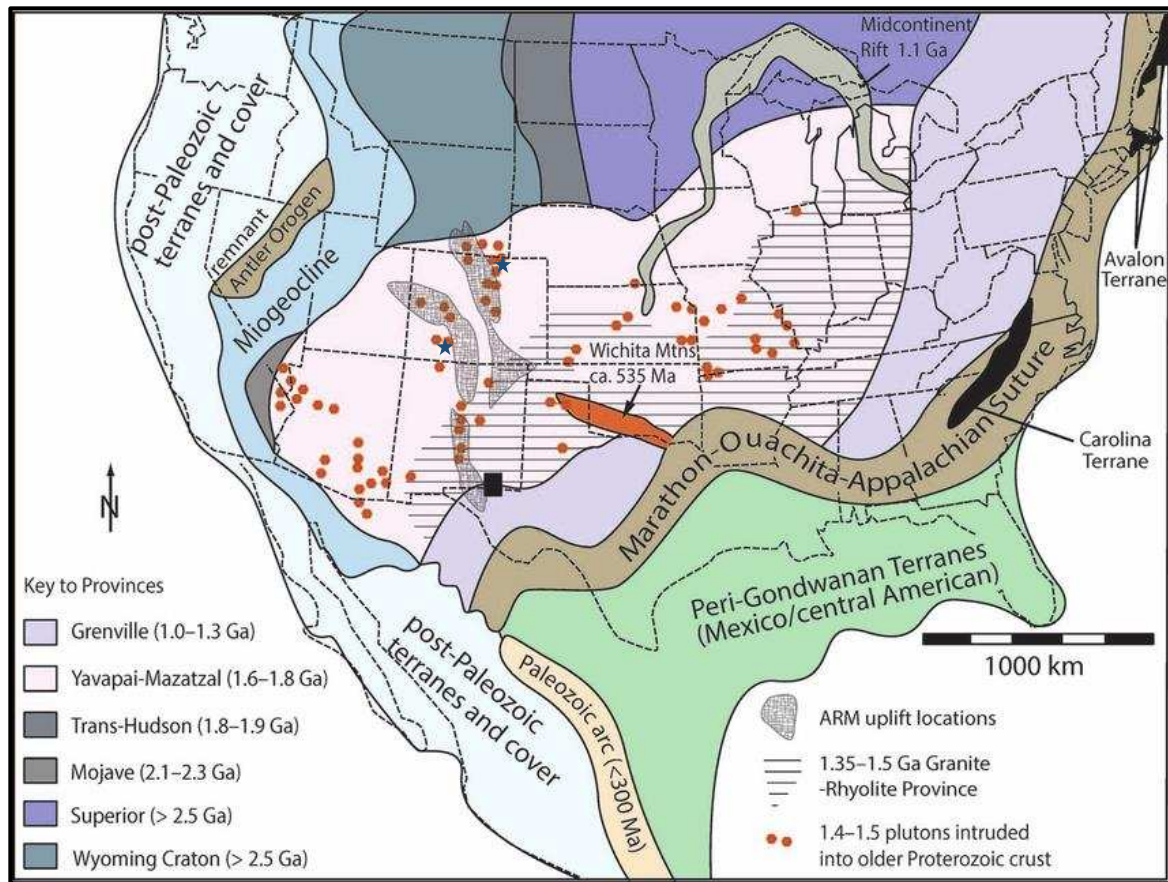 Midcontinent
Rift 1.1 Ga
post-Paleozoic
terranes and cover
remnant
Antler Orogen
Miogeocline
Avalon
Terrane
Wichita Mtns
ca. 535 Ma
Carolina
Terrane
Marathon-Ouachita-Appalachian Suture
N
Peri-Gondwanan Terranes
(Mexico/central American)
1000 km
post-Paleozoic
terranes and cover
Paleozoic arc (<300 Ma)
Key to Provinces
Grenville (1.0–1.3 Ga)
Yavapai-Mazatzal (1.6–1.8 Ga)
Trans-Hudson (1.8–1.9 Ga)
Mojave (2.1–2.3 Ga)
Superior (> 2.5 Ga)
Wyoming Craton (> 2.5 Ga)
ARM uplift locations
1.35–1.5 Ga Granite
-Rhyolite Province
1.4–1.5 plutons intruded
into older Proterozoic crust